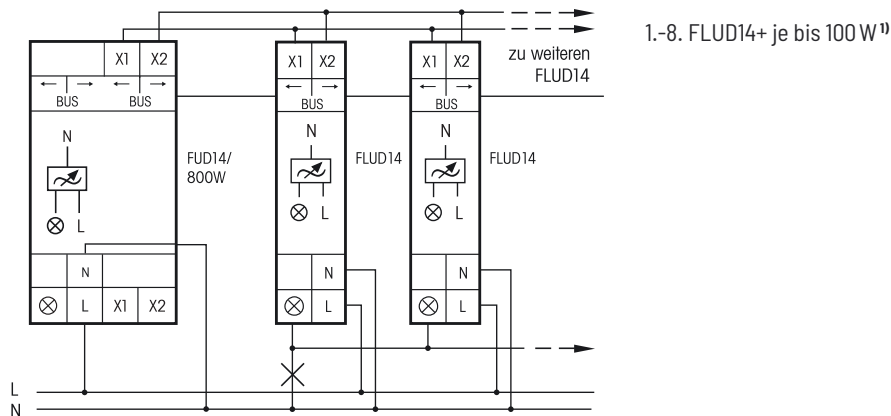 1.-8. FLUD14+ je bis 100 W ¹⁾
X1 X2
X1 X2
X1 X2
zu weiteren
FLUD14
BUS BUS
BUS
BUS
N
N
N
FUD14/
800W
FLUD14
FLUD14
L
L
L
N
N
N
L X1 X2
L
L
L
N